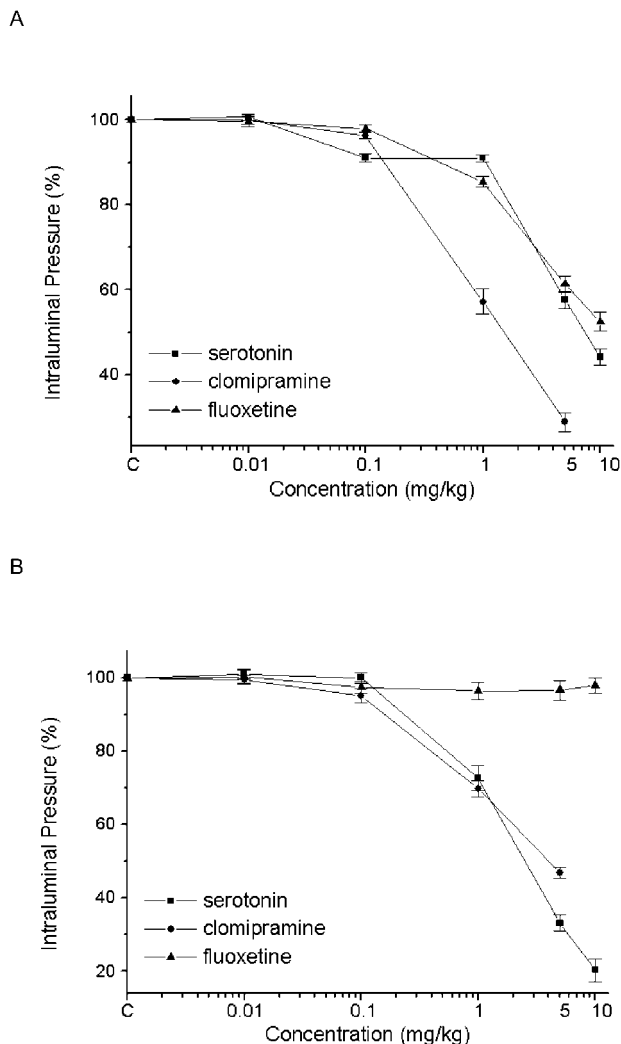 A
Intraluminal Pressure (%)
100
80
60
40
serotonin
clomipramine
fluoxetine
C 0.01 0.1 1 5 10
Concentration (mg/kg)
B
Intraluminal Pressure (%)
100
80
60
40
20
serotonin
clomipramine
fluoxetine
C 0.01 0.1 1 5 10
Concentration (mg/kg)